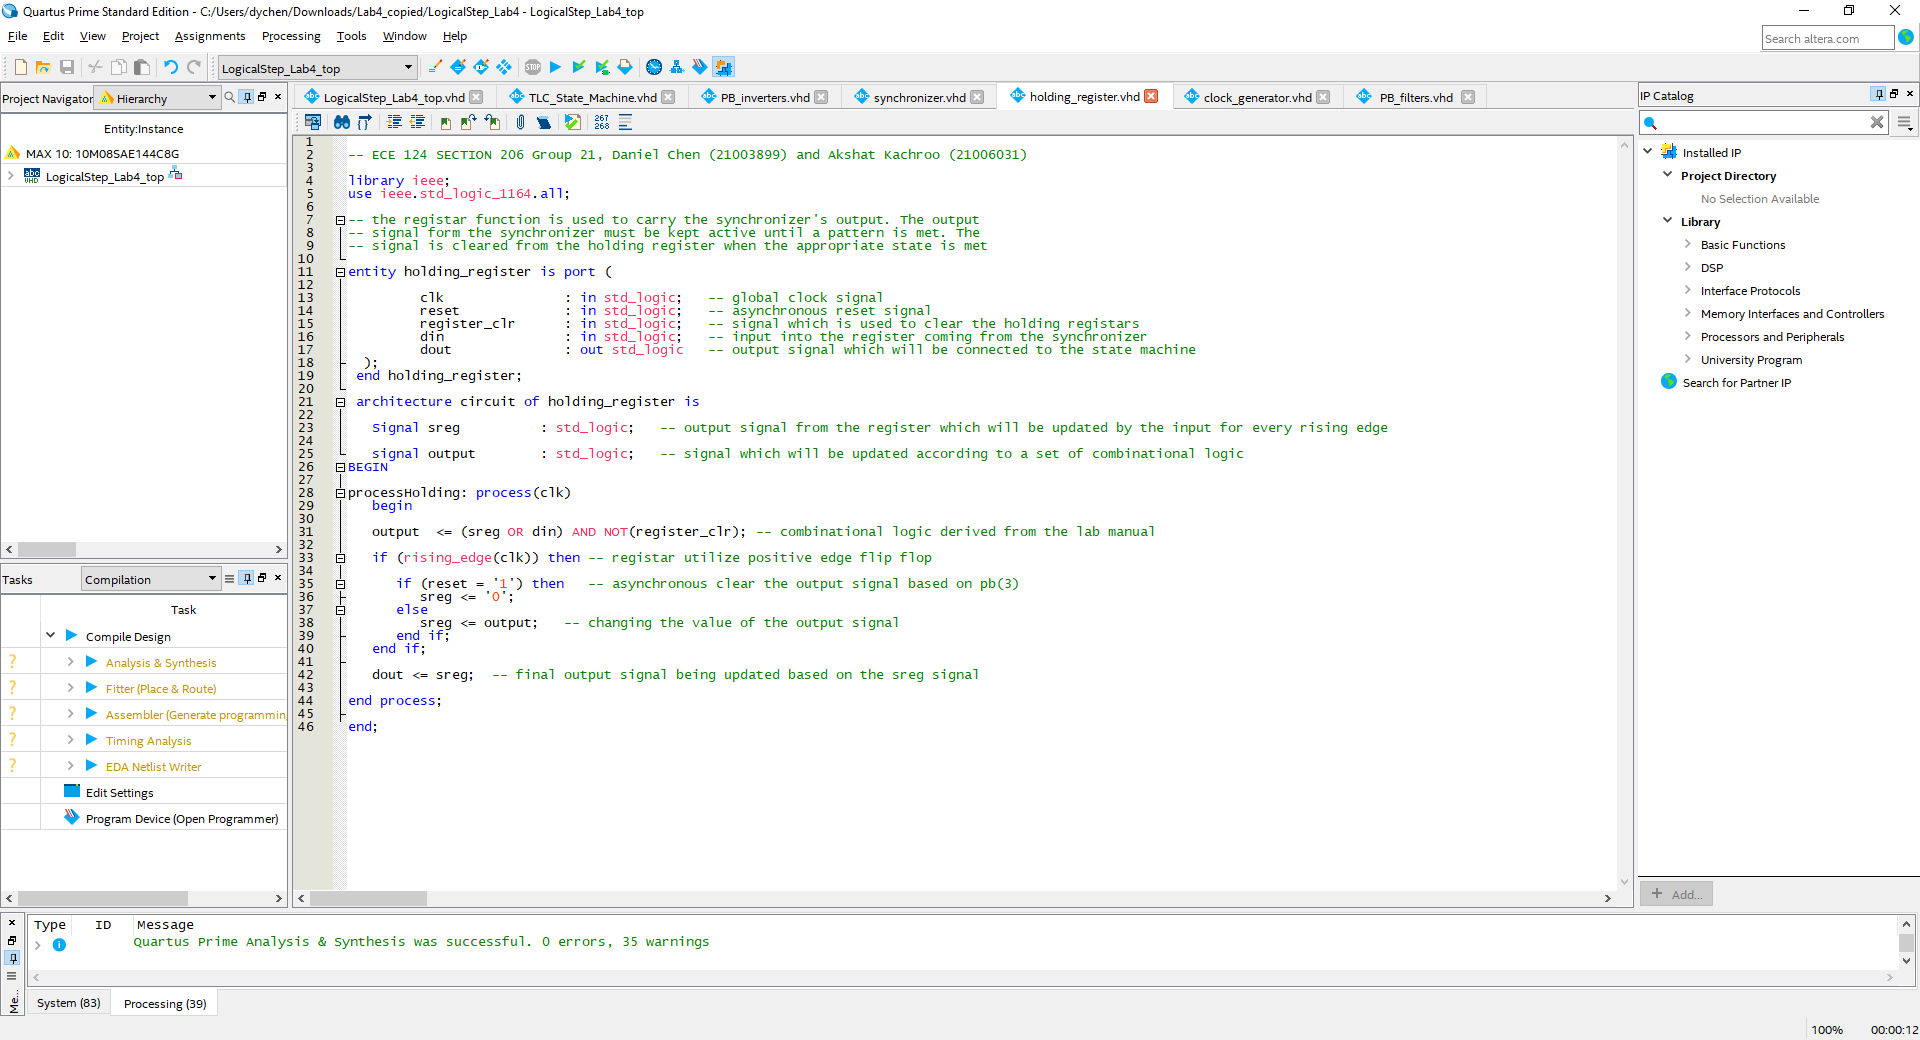 Quartus Prime Standard Edition - C:/Users/dychen/Downloads/Lab4_copied/LogicalStep_Lab4 - LogicalStep_Lab4_top
File Edit View Project Assignments Processing Tools Window Help
Search altera.com
LogicalStep_Lab4_top
Project Navigator Hierarchy
LogicalStep_Lab4_top.vhd TLC_State_Machine.vhd PB_inverters.vhd synchronizer.vhd holding_register.vhd clock_generator.vhd PB_filters.vhd
IP Catalog
Entity:Instance
MAX 10: 10M08SAE144C8G
LogicalStep_Lab4_top
267
268
1
2 -- ECE 124 SECTION 206 Group 21, Daniel Chen (21003899) and Akshat Kachroo (21006031)
3
4 library ieee;
5 use ieee.std_logic_1164.all;
6
7 -- the registar function is used to carry the synchronizer's output. The output
8 -- signal form the synchronizer must be kept active until a pattern is met. The
9 -- signal is cleared from the holding register when the appropriate state is met
10
11 entity holding_register is port (
12
13 clk : in std_logic; -- global clock signal
14 reset : in std_logic; -- asynchronous reset signal
15 register_clr : in std_logic; -- signal which is used to clear the holding registars
16 din : in std_logic; -- input into the register coming from the synchronizer
17 dout : out std_logic -- output signal which will be connected to the state machine
18 );
19 end holding_register;
20
21 architecture circuit of holding_register is
22
23 Signal sreg : std_logic; -- output signal from the register which will be updated by the input for every rising edge
24
25 signal output : std_logic; -- signal which will be updated according to a set of combinational logic
26 BEGIN
27
28 processHolding: process(clk)
29 begin
30
31 output <= (sreg OR din) AND NOT(register_clr); -- combinational logic derived from the lab manual
32
33 if (rising_edge(clk)) then -- registar utilize positive edge flip flop
34
35 if (reset = '1') then -- asynchronous clear the output signal based on pb(3)
36 sreg <= '0';
37 else
38 sreg <= output; -- changing the value of the output signal
39 end if;
40 end if;
41
42 dout <= sreg; -- final output signal being updated based on the sreg signal
43
44 end process;
45
46 end;
Installed IP
Project Directory
No Selection Available
Library
Basic Functions
DSP
Interface Protocols
Memory Interfaces and Controllers
Processors and Peripherals
University Program
Search for Partner IP
+ Add...
Tasks Compilation
Task
Compile Design
? Analysis & Synthesis
? Fitter (Place & Route)
? Assembler (Generate programmin
? Timing Analysis
? EDA Netlist Writer
Edit Settings
Program Device (Open Programmer)
Type ID Message
Quartus Prime Analysis & Synthesis was successful. 0 errors, 35 warnings
Me...
System (83) Processing (39)
100% 00:00:12